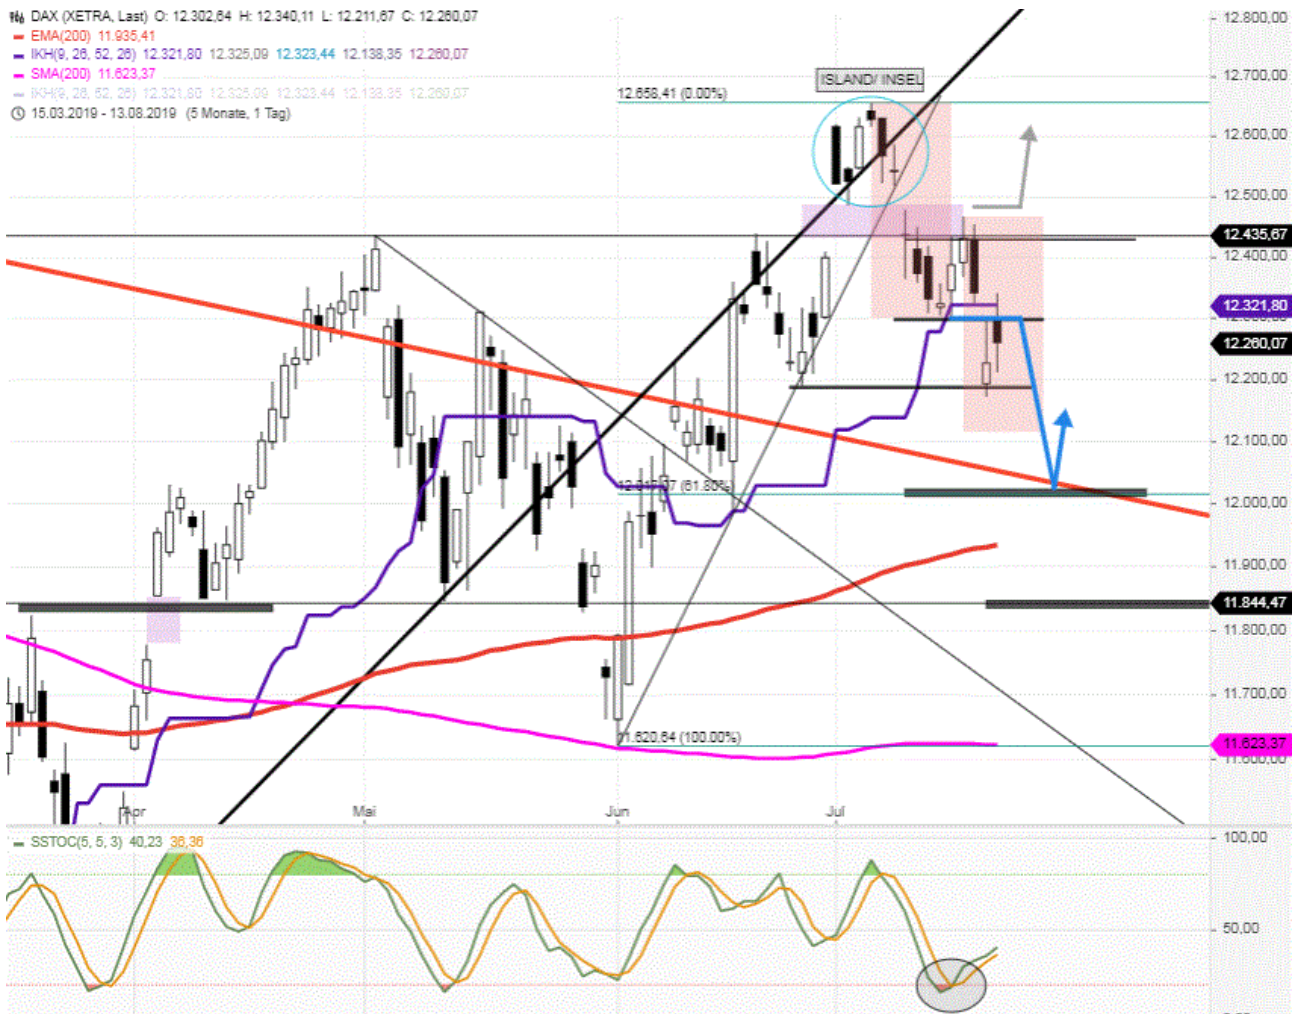 DAX (XETRA, Last) O: 12.302,64 H: 12.340,11 L: 12.211,67 C: 12.260,07
EMA(200) 11.935,41
IKH(9, 26, 52, 26) 12.321,80 12.325,09 12.323,44 12.138,35 12.260,07
SMA(200) 11.623,37
IKH(9, 26, 52, 26) 12.321,80 12.325,09 12.323,44 12.138,35 12.260,07
15.03.2019 - 13.08.2019 (5 Monate, 1 Tag)
ISLAND/ INSEL
12.658,41 (0.00%)
(61.80%)
11.620,64 (100.00%)
12.800,00
12.700,00
12.600,00
12.500,00
12.435,67
12.400,00
12.321,80
12.260,07
12.200,00
12.100,00
12.000,00
11.900,00
11.844,47
11.800,00
11.700,00
11.623,37
11.600,00
Apr
Mai
Jun
Jul
SSTOC(5, 5, 3) 40,23 36,36
100,00
50,00